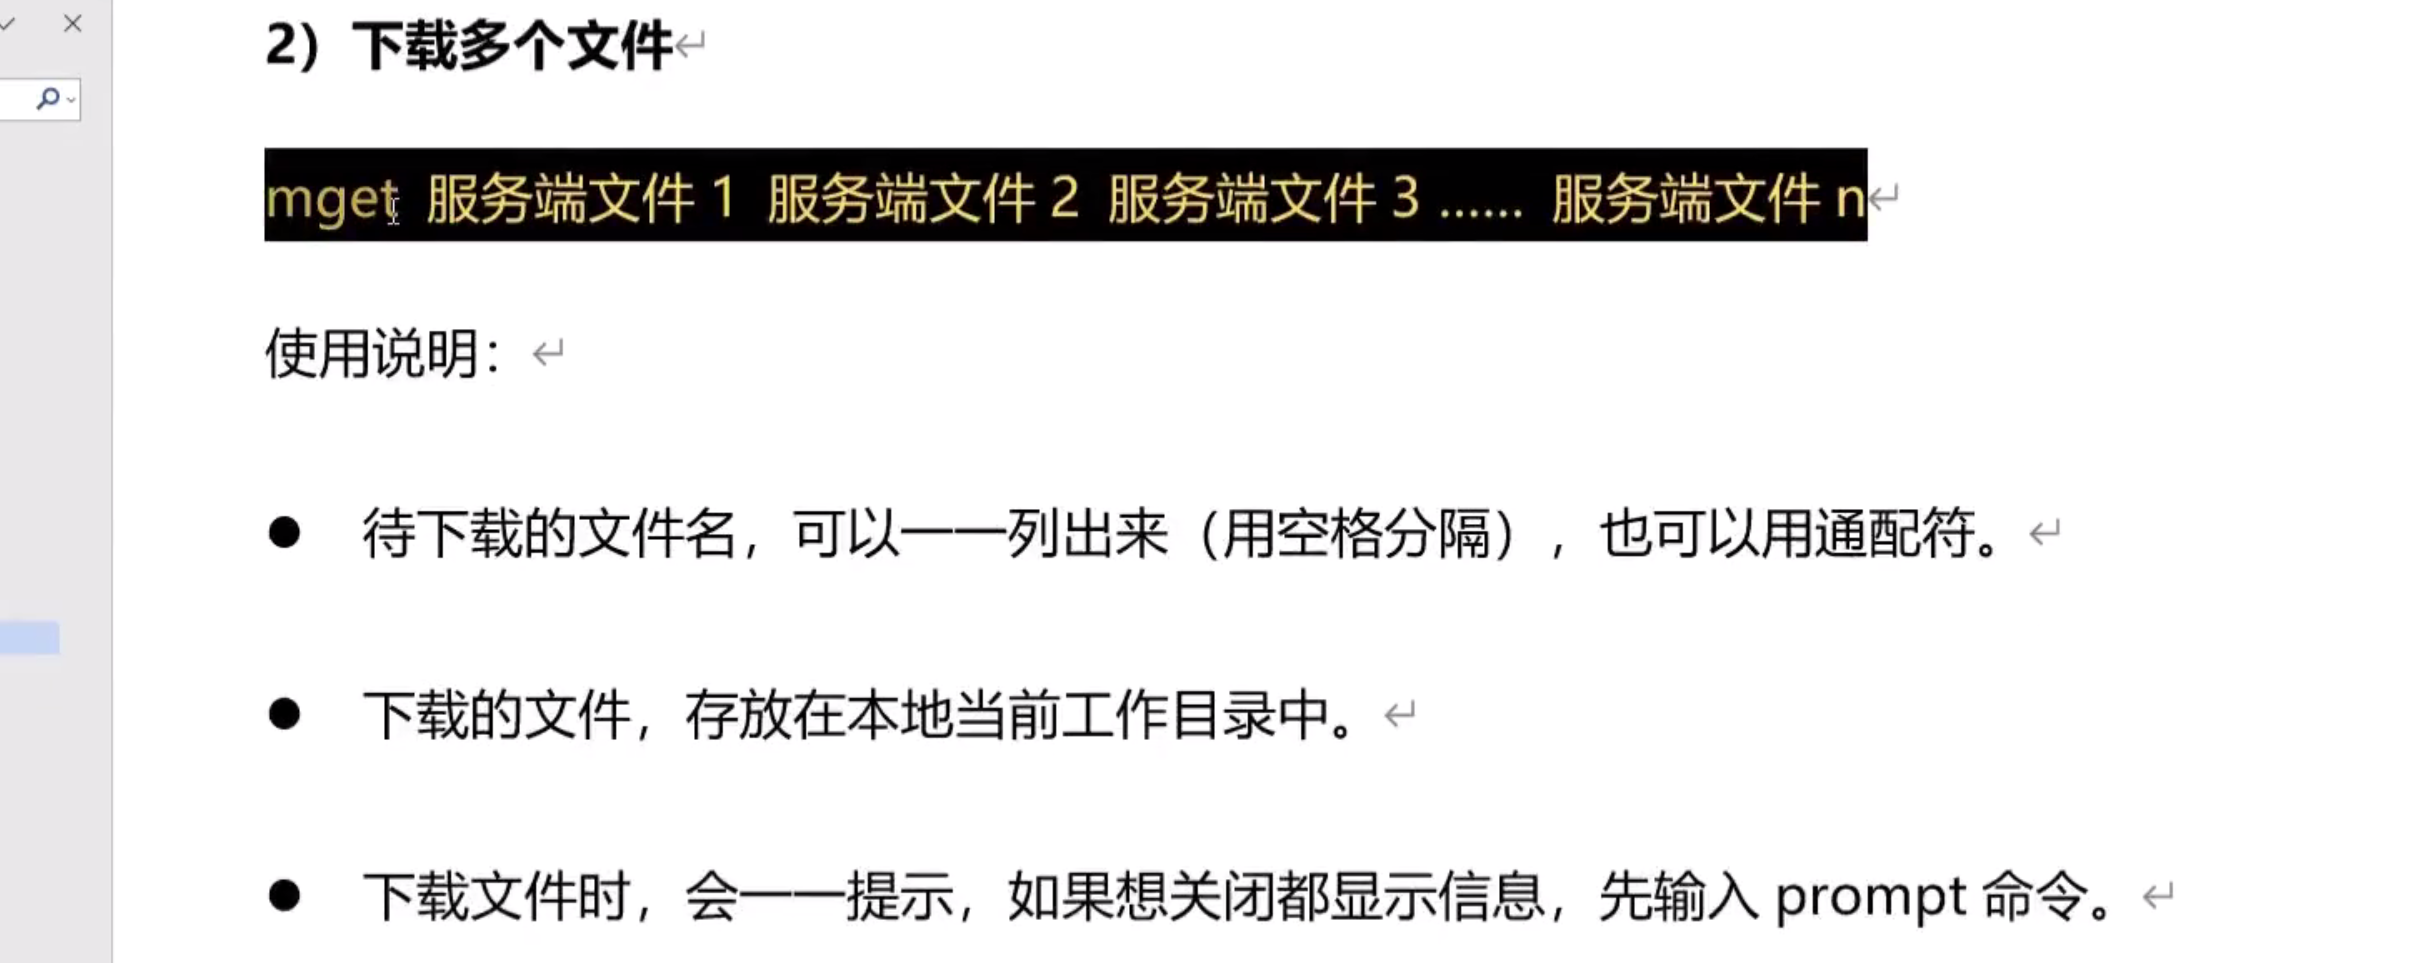 2）下载多个文件
mget 服务端文件 1 服务端文件 2 服务端文件 3 …… 服务端文件 n
使用说明：
● 待下载的文件名，可以一一列出来（用空格分隔），也可以用通配符。
● 下载的文件，存放在本地当前工作目录中。
● 下载文件时，会一一提示，如果想关闭都显示信息，先输入 prompt 命令。